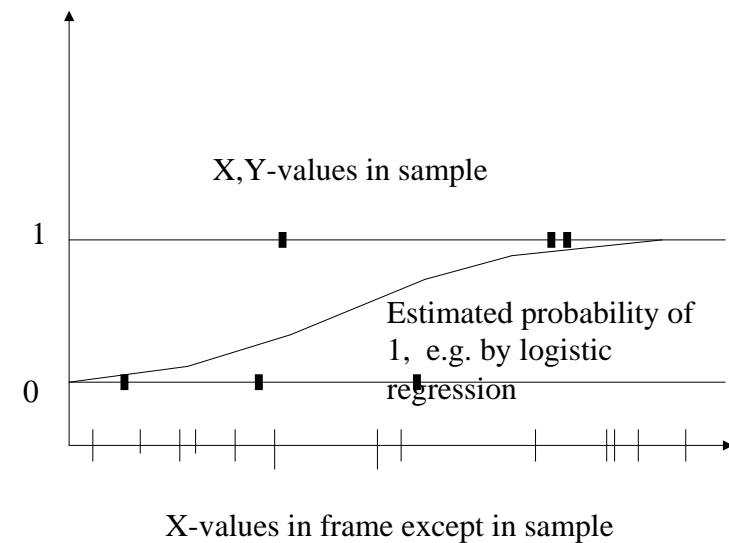 X,Y-values in sample
1
Estimated probability of
1, e.g. by logistic
regression
0
X-values in frame except in sample